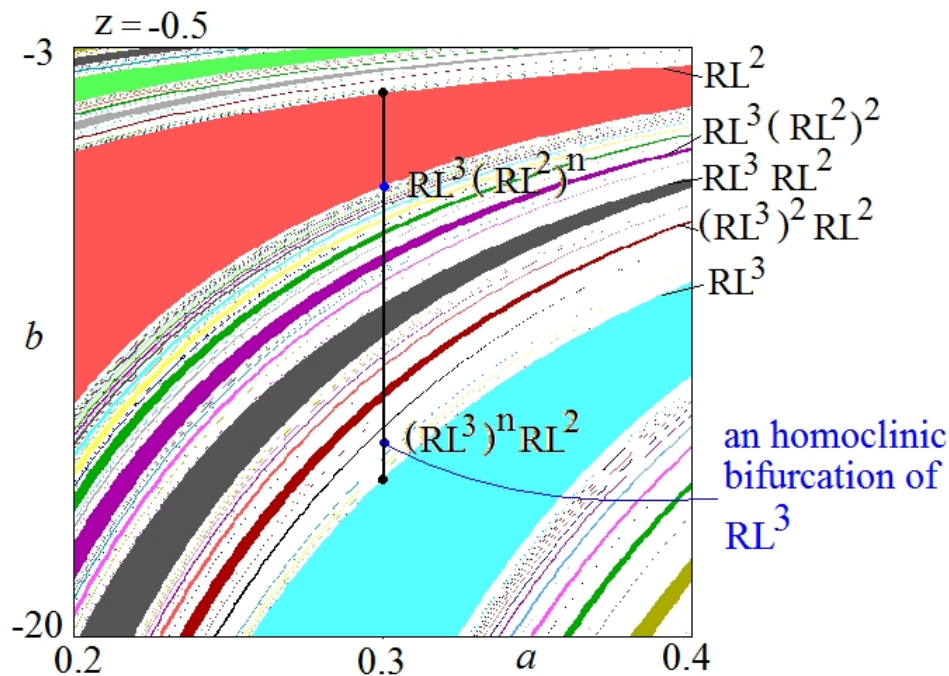 z = -0.5
-3
RL²
RL³(RL²)²
RL³(RL²)ⁿ
RL³ RL²
(RL³)² RL²
RL³
b
(RL³)ⁿRL²
an homoclinic
bifurcation of
RL³
-20
0.2
0.3
a
0.4